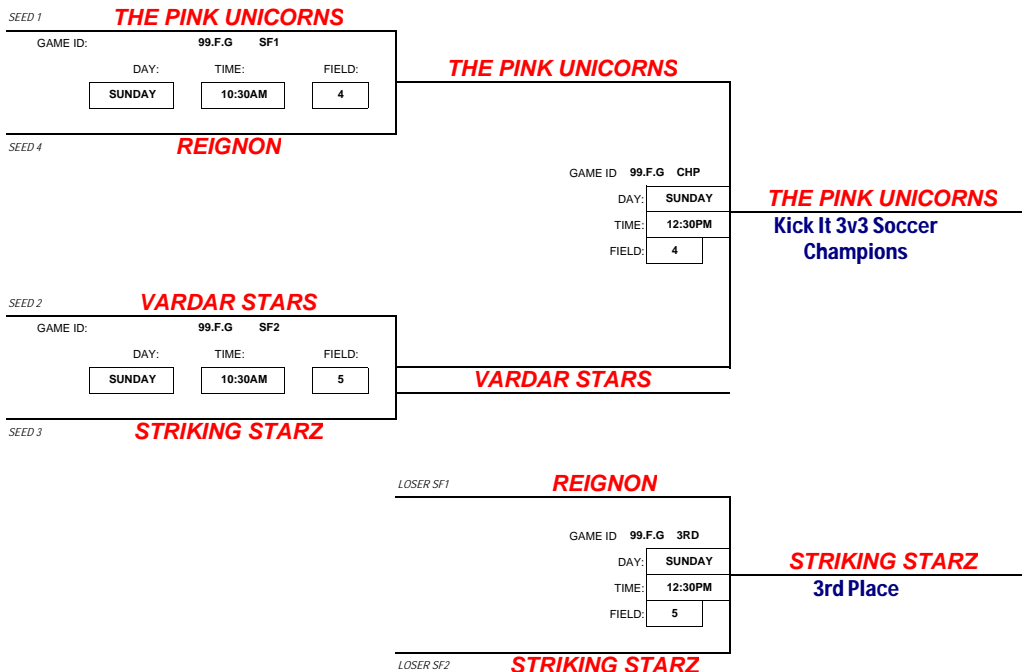 SEED 1 THE PINK UNICORNS
GAME ID: 99.F.G SF1
DAY: TIME: FIELD:
SUNDAY 10:30AM 4
SEED 4 REIGNON
THE PINK UNICORNS
SEED 2 VARDAR STARS
GAME ID: 99.F.G SF2
DAY: TIME: FIELD:
SUNDAY 10:30AM 5
SEED 3 STRIKING STARZ
VARDAR STARS
GAME ID 99.F.G CHP
DAY: SUNDAY
TIME: 12:30PM
FIELD: 4
THE PINK UNICORNS
Kick It 3v3 Soccer
Champions
LOSER SF1 REIGNON
GAME ID 99.F.G 3RD
DAY: SUNDAY
TIME: 12:30PM
FIELD: 5
LOSER SF2 STRIKING STARZ
STRIKING STARZ
3rd Place